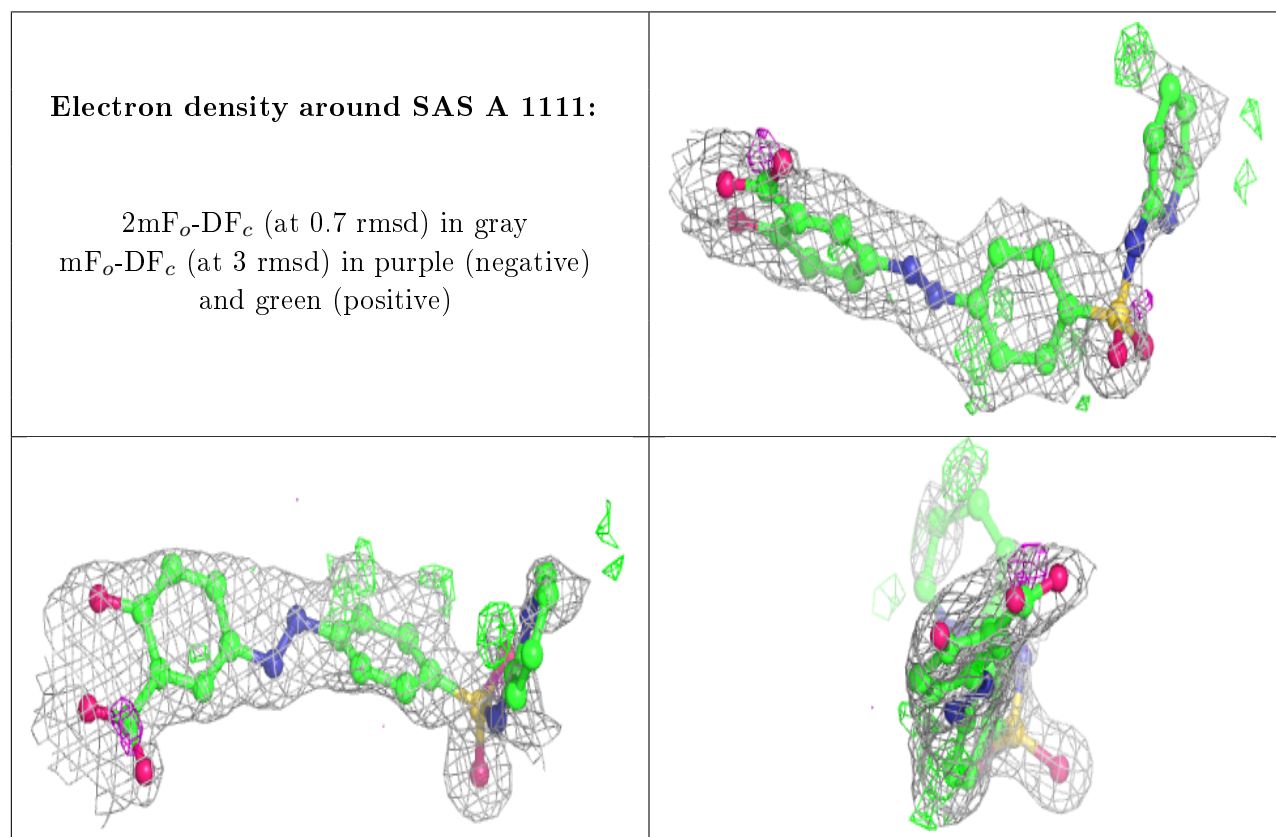 Electron density around SAS A 1111:
2mFo-DFc (at 0.7 rmsd) in gray
mFo-DFc (at 3 rmsd) in purple (negative)
and green (positive)